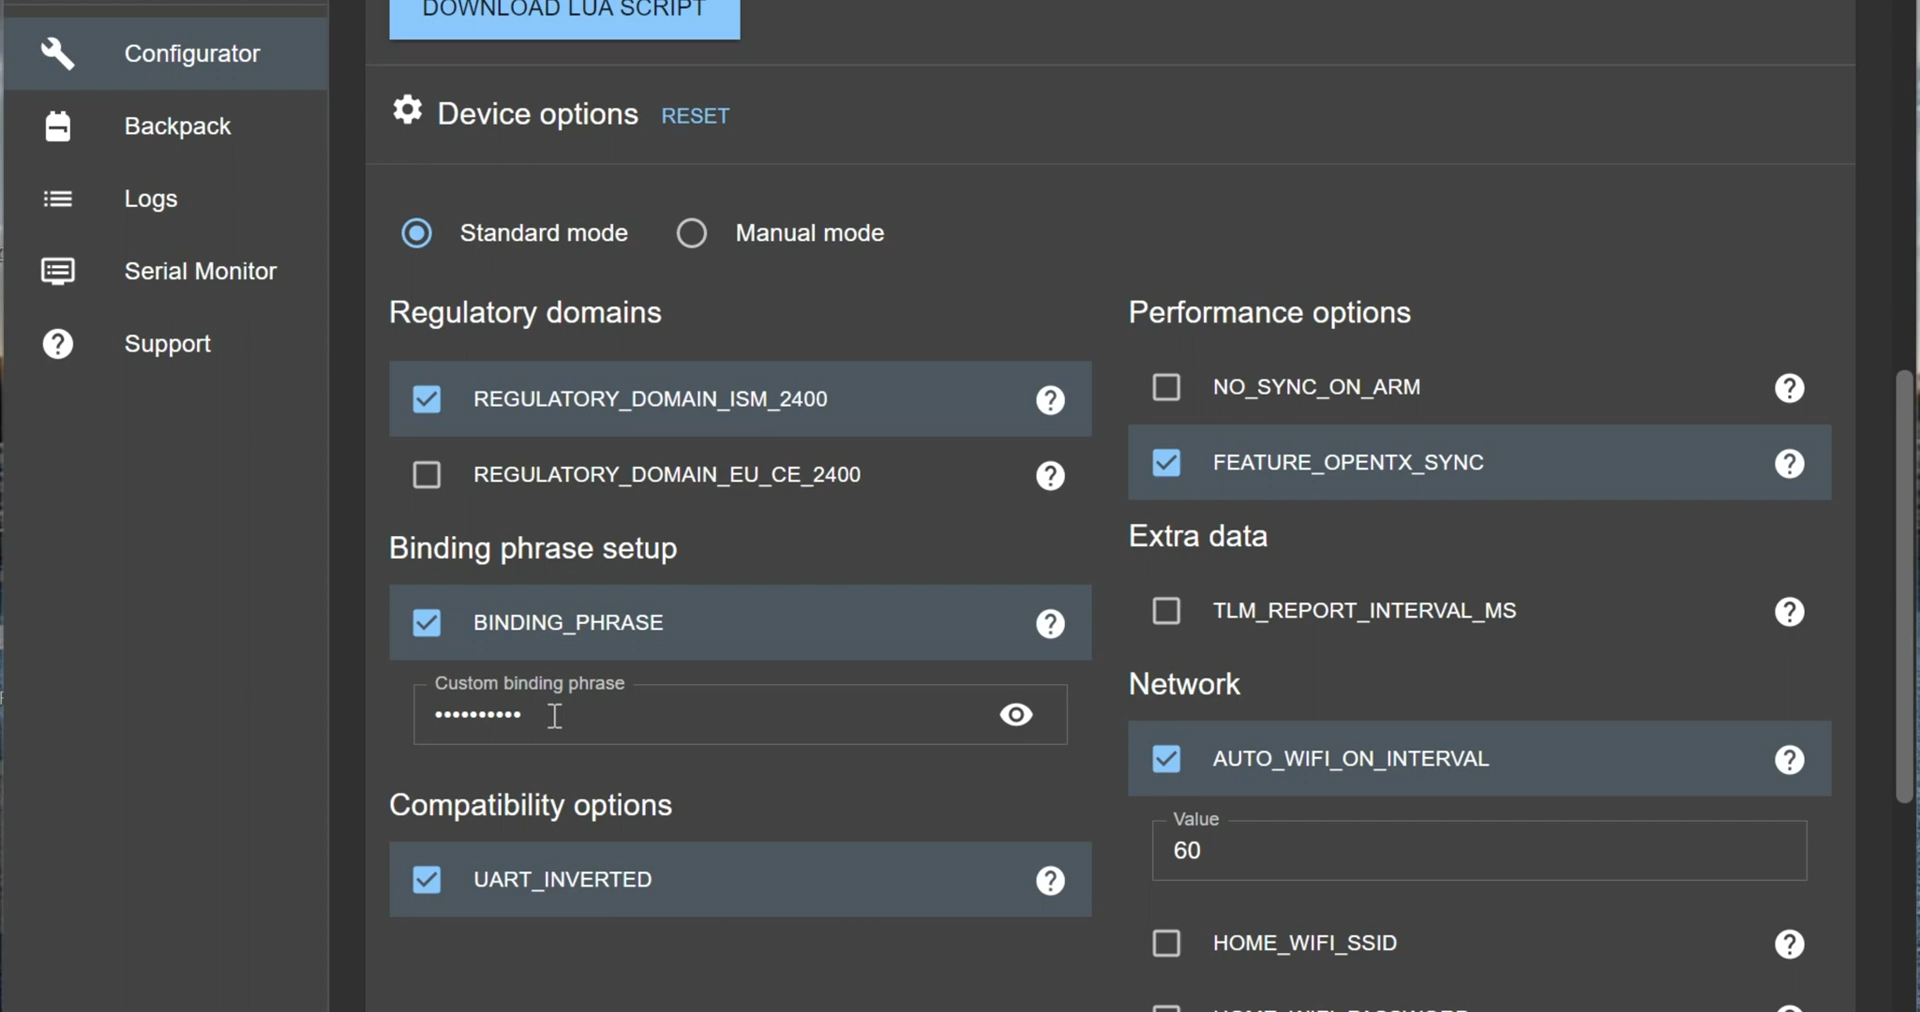 DOWNLOAD LUA SCRIPT
Configurator
Backpack
Logs
Serial Monitor
Support
Device options RESET
Standard mode
Manual mode
Regulatory domains
REGULATORY_DOMAIN_ISM_2400
REGULATORY_DOMAIN_EU_CE_2400
Binding phrase setup
BINDING_PHRASE
Custom binding phrase
••••••••••
Compatibility options
UART_INVERTED
Performance options
NO_SYNC_ON_ARM
FEATURE_OPENTX_SYNC
Extra data
TLM_REPORT_INTERVAL_MS
Network
AUTO_WIFI_ON_INTERVAL
Value
60
HOME_WIFI_SSID